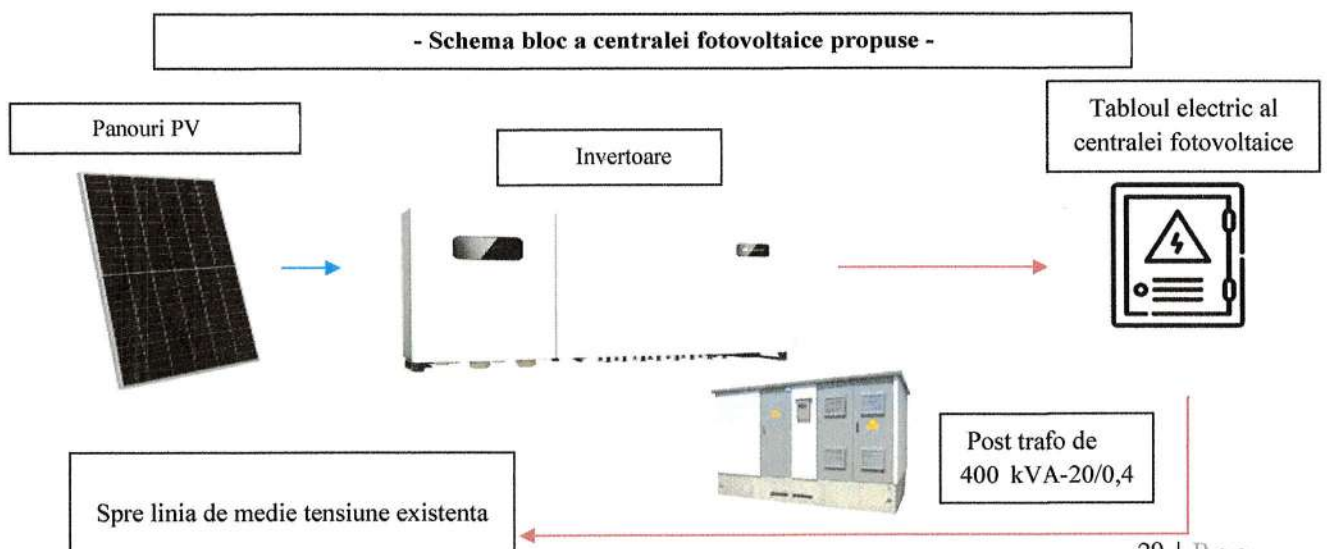 - Schema bloc a centralei fotovoltaice propuse -
Panouri PV
Invertoare
Tabloul electric al
centralei fotovoltaice
Post trafo de
400 kVA-20/0,4
Spre linia de medie tensiune existenta